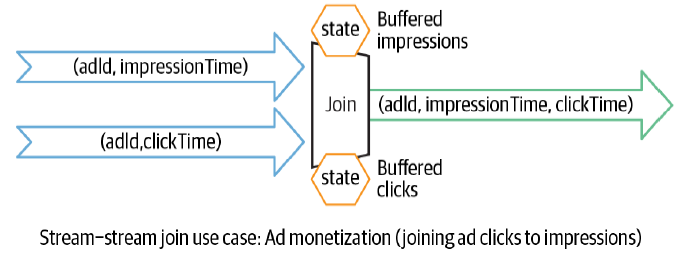 state
Buffered
impressions
(adId, impressionTime)
Join
(adId, impressionTime, clickTime)
(adId,clickTime)
state
Buffered
clicks
Stream–stream join use case: Ad monetization (joining ad clicks to impressions)